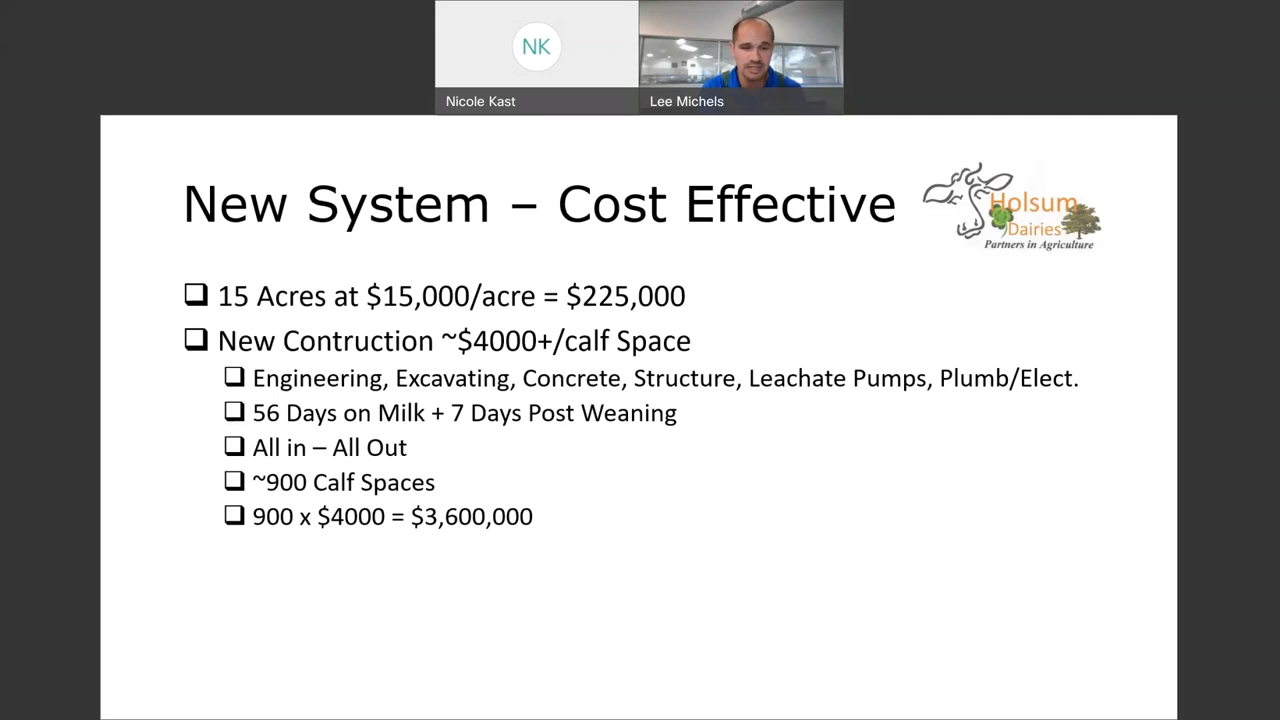 NK
Nicole Kast
Lee Michels
New System – Cost Effective
Holsum
Dairies
Partners in Agriculture
15 Acres at $15,000/acre = $225,000
New Contruction ~$4000+/calf Space
Engineering, Excavating, Concrete, Structure, Leachate Pumps, Plumb/Elect.
56 Days on Milk + 7 Days Post Weaning
All in – All Out
~900 Calf Spaces
900 x $4000 = $3,600,000